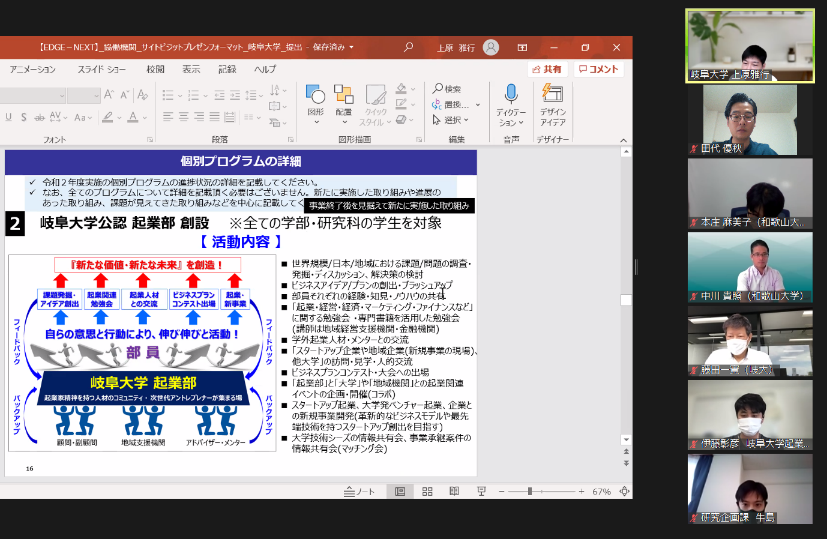 【EDGE－NEXT】_協働機関_サイトビジットプレゼンフォーマット_岐阜大学_提出 - 保存済み
上原 雅行
アニメーション スライド ショー 校閲 表示 記録 ヘルプ
共有 コメント
フォント
段落
図形
配置
クイック
スタイル
図形描画
検索
置換...
選択
編集
ディクテー
ション
音声
デザイン
アイデア
デザイナー
個別プログラムの詳細
✓ 令和２年度実施の個別プログラムの進捗状況の詳細を記載してください。
✓ なお、全てのプログラムについて詳細を記載頂く必要はございません。新たに実施した取り組みや進展の
あった取り組み、課題が見えてきた取り組みなどを中心に記載してく
事業終了後を見据えて新たに実施した取り組み
2 岐阜大学公認 起業部 創設 ※全ての学部・研究科の学生を対象
【 活動内容 】
『新たな価値・新たな未来』を創造！
課題発掘・
アイデア創出
起業関連
勉強会
起業人材
との交流
ビジネスプラン
コンテスト出場
起業・
新事業
自らの意思と行動により、伸び伸びと活動！
部員
フィードバック
フィードバック
岐阜大学 起業部
起業家精神を持つ人材のコミュニティ・次世代アントレプレナーが集まる場
バックアップ
バックアップ
顧問・副顧問
地域支援機関
アドバイザー・メンター
■ 世界規模/日本/地域における課題/問題の調査・
発掘・ディスカッション、解決策の検討
■ ビジネスアイデア/プランの創出・ブラッシュアップ
■ 部員それぞれの経験・知見・ノウハウの共有
■ 「起業・経営・経済・マーケティング・ファイナンスなど」
に関する勉強会・専門書籍を活用した勉強会
(講師は地域経営支援機関・金融機関)
■ 学外起業人材・メンターとの交流
■ 「スタートアップ企業や地域企業(新規事業の現場)、
他大学」の訪問・見学・人的交流
■ ビジネスプランコンテスト・大会への出場
■ 「起業部」と「大学」や「地域機関」との起業関連
イベントの企画・開催(コラボ)
■ スタートアップ起業、大学発ベンチャー起業、企業と
の新規事業開発(革新的なビジネスモデルや最先
端技術を持つスタートアップ創出を目指す)
■ 大学技術シーズの情報共有会、事業承継案件の
情報共有会(マッチング会)
16
ノート
67%
岐阜大学 上原雅行
田代 優秋
本庄 麻美子（和歌山大...
中川 貴照（和歌山大学）
伊藤彰彦 岐阜大学起業...
研究企画課 牛島